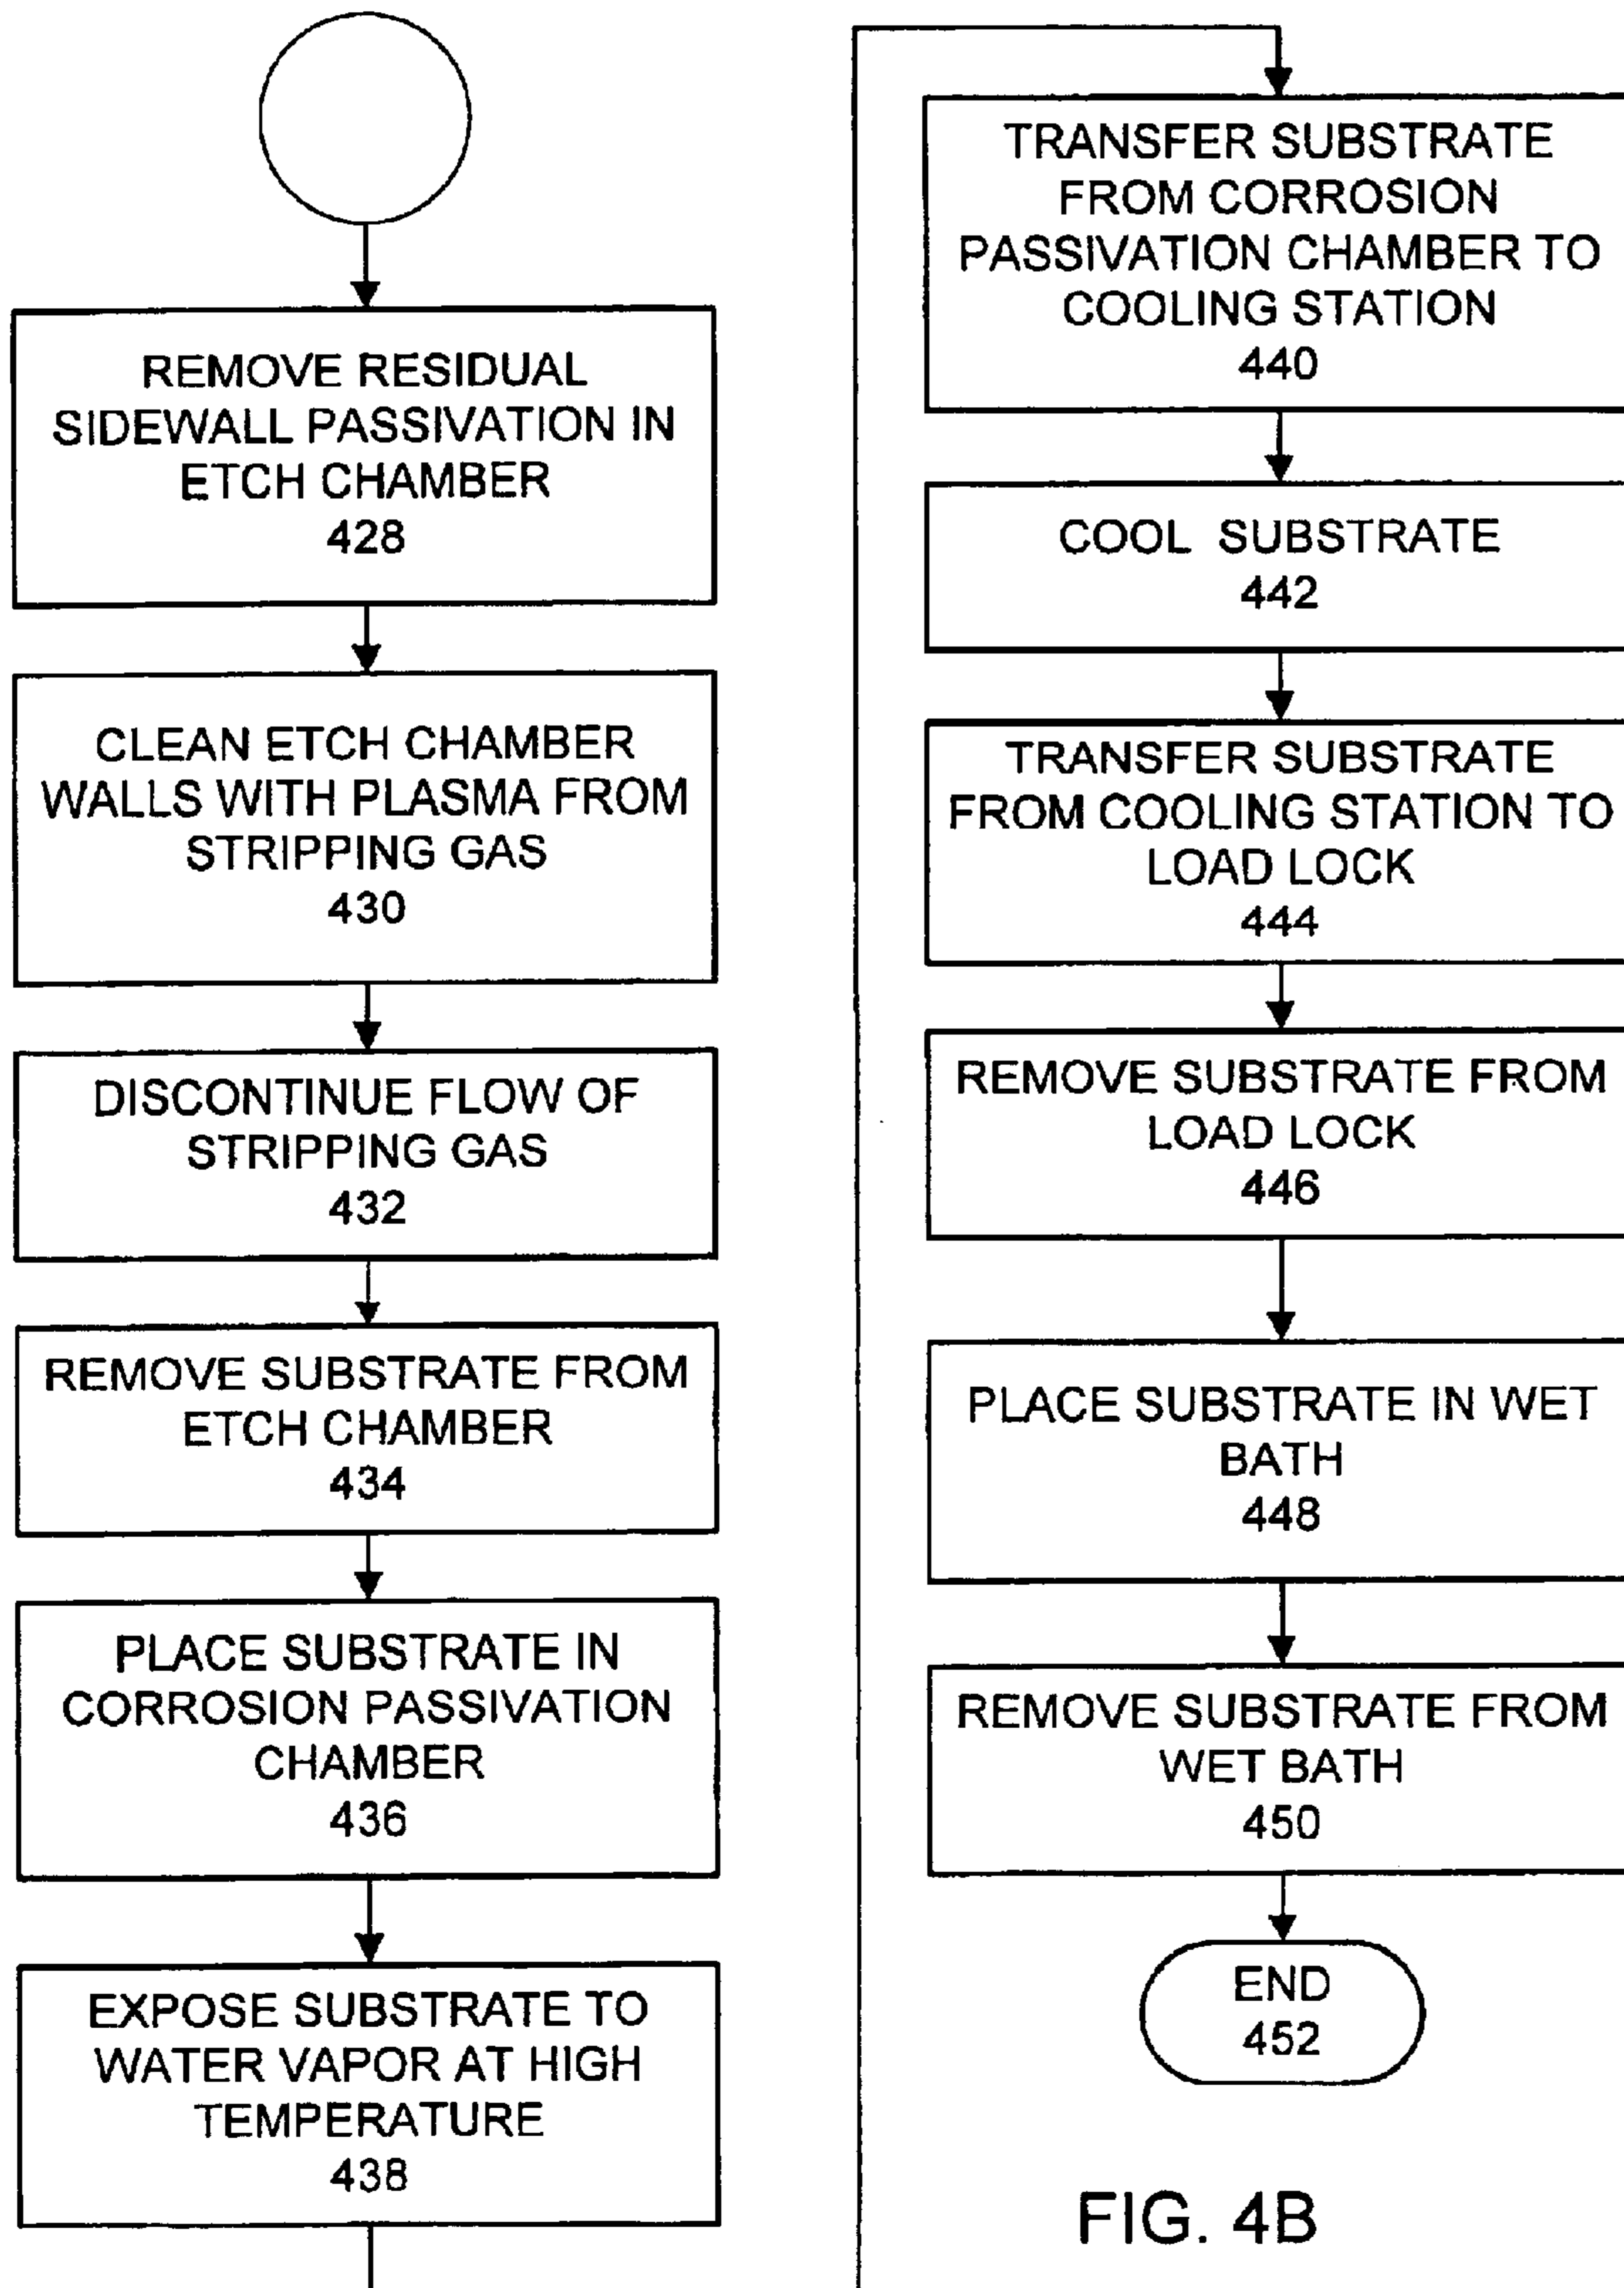 REMOVE RESIDUAL
SIDEWALL PASSIVATION IN
ETCH CHAMBER
428
CLEAN ETCH CHAMBER
WALLS WITH PLASMA FROM
STRIPPING GAS
430
DISCONTINUE FLOW OF
STRIPPING GAS
432
REMOVE SUBSTRATE FROM
ETCH CHAMBER
434
PLACE SUBSTRATE IN
CORROSION PASSIVATION
CHAMBER
436
EXPOSE SUBSTRATE TO
WATER VAPOR AT HIGH
TEMPERATURE
438
TRANSFER SUBSTRATE
FROM CORROSION
PASSIVATION CHAMBER TO
COOLING STATION
440
COOL SUBSTRATE
442
TRANSFER SUBSTRATE
FROM COOLING STATION TO
LOAD LOCK
444
REMOVE SUBSTRATE FROM
LOAD LOCK
446
PLACE SUBSTRATE IN WET
BATH
448
REMOVE SUBSTRATE FROM
WET BATH
450
END
452
FIG. 4B